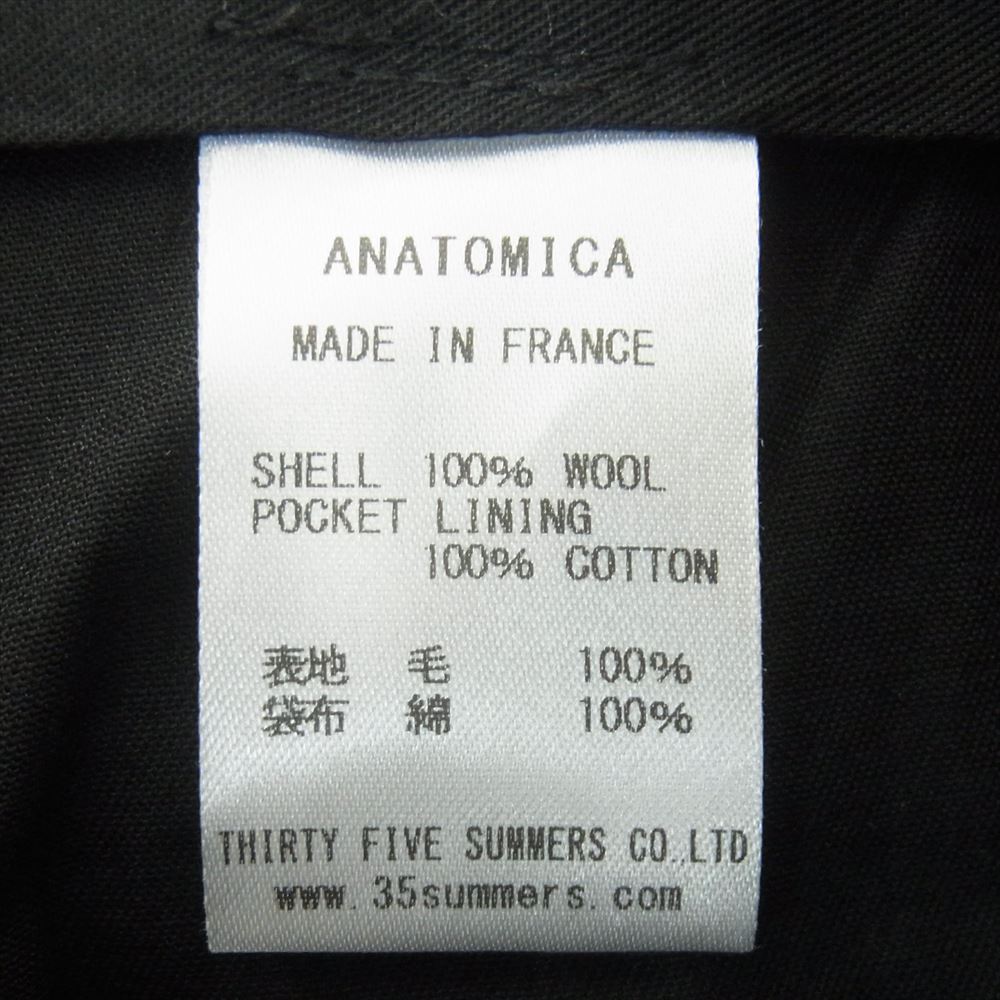 ANATOMICA
MADE IN FRANCE
SHELL 100% WOOL
POCKET LINING
100% COTTON
表地 毛 100%
袋布 綿 100%
THIRTY FIVE SUMMERS CO.,LTD
www.35summers.com